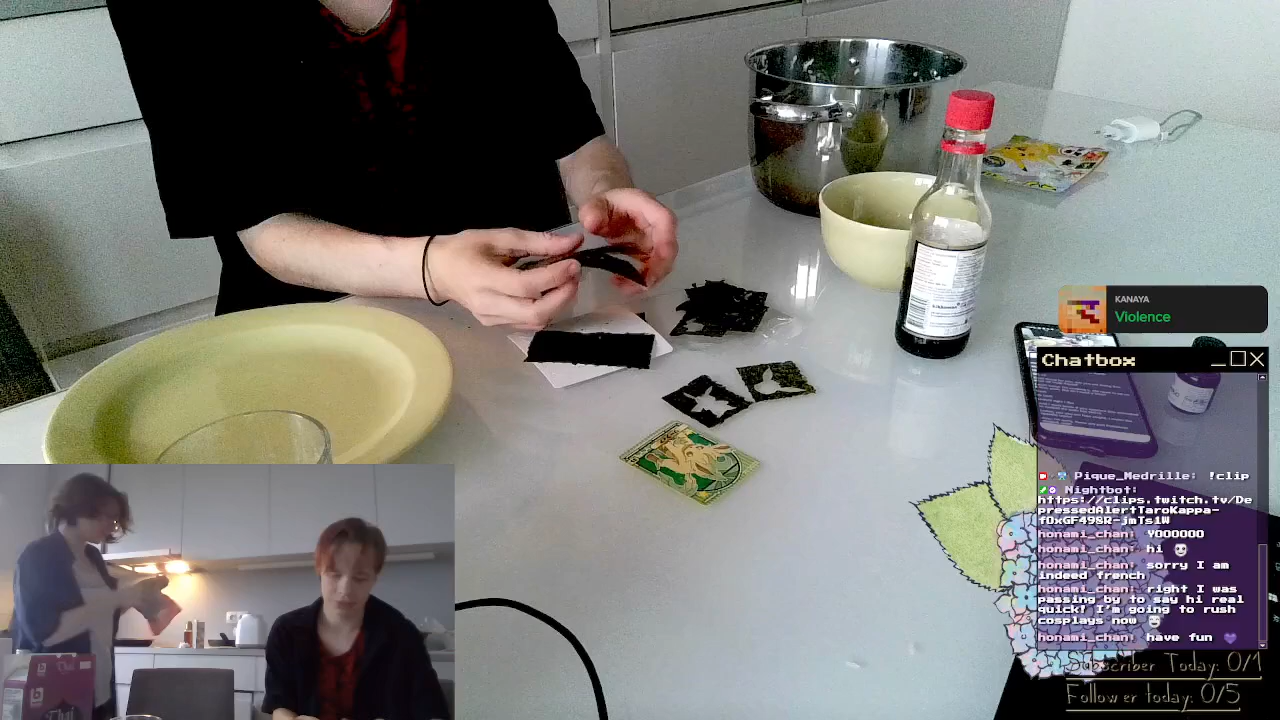 KANAYA
Violence
Chatbox
Pique_Medrille: !clip
Nightbot:
https://clips.twitch.tv/De
pressedAlertTaroKappa-
fDxGF498R-jmTs1W
honami_chan: YOOOOOO
honami_chan: hi
honami_chan: sorry I am
indeed french
honami_chan: right I was
passing by to say hi real
quick! I'm going to rush
cosplays now
honami_chan: have fun
Subscriber Today: 0/1
Follower today: 0/5